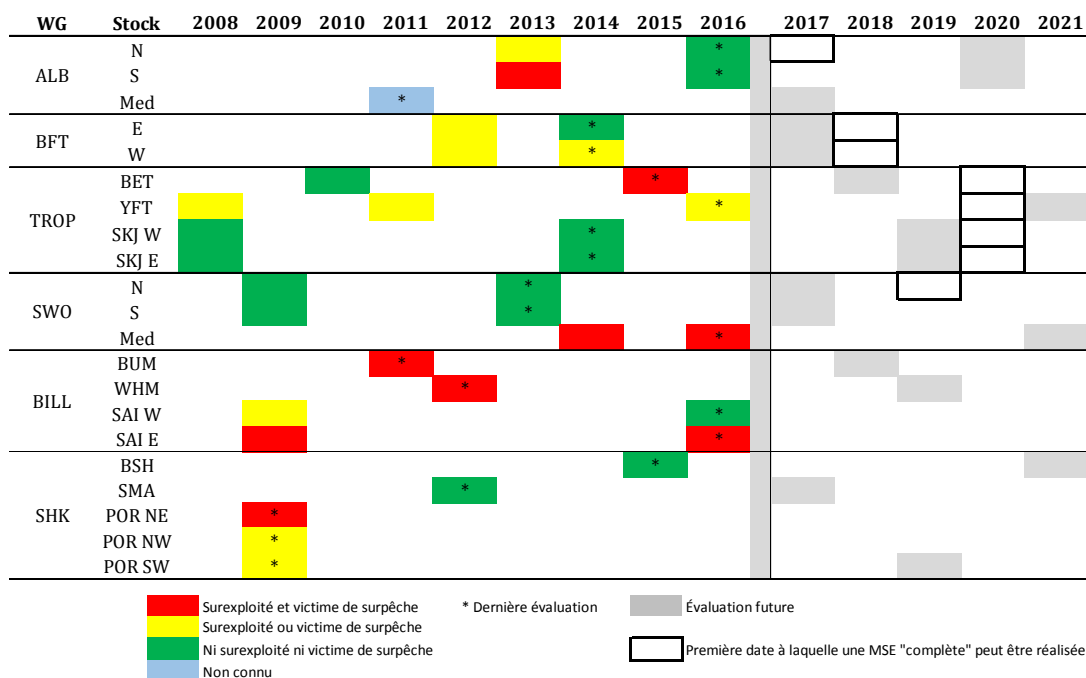 WG Stock 2008 2009 2010 2011 2012 2013 2014 2015 2016 2017 2018 2019 2020 2021
N *
ALB S *
Med *
E *
BFT W *
BET *
YFT *
TROP
SKJ W *
SKJ E *
N *
SWO S *
Med *
BUM *
WHM *
BILL
SAI W *
SAI E *
BSH *
SMA *
SHK POR NE *
POR NW *
POR SW *
Surexploité et victime de surpêche * Dernière évaluation Évaluation future
Surexploité ou victime de surpêche
Ni surexploité ni victime de surpêche Première date à laquelle une MSE "complète" peut être réalisée
Non connu